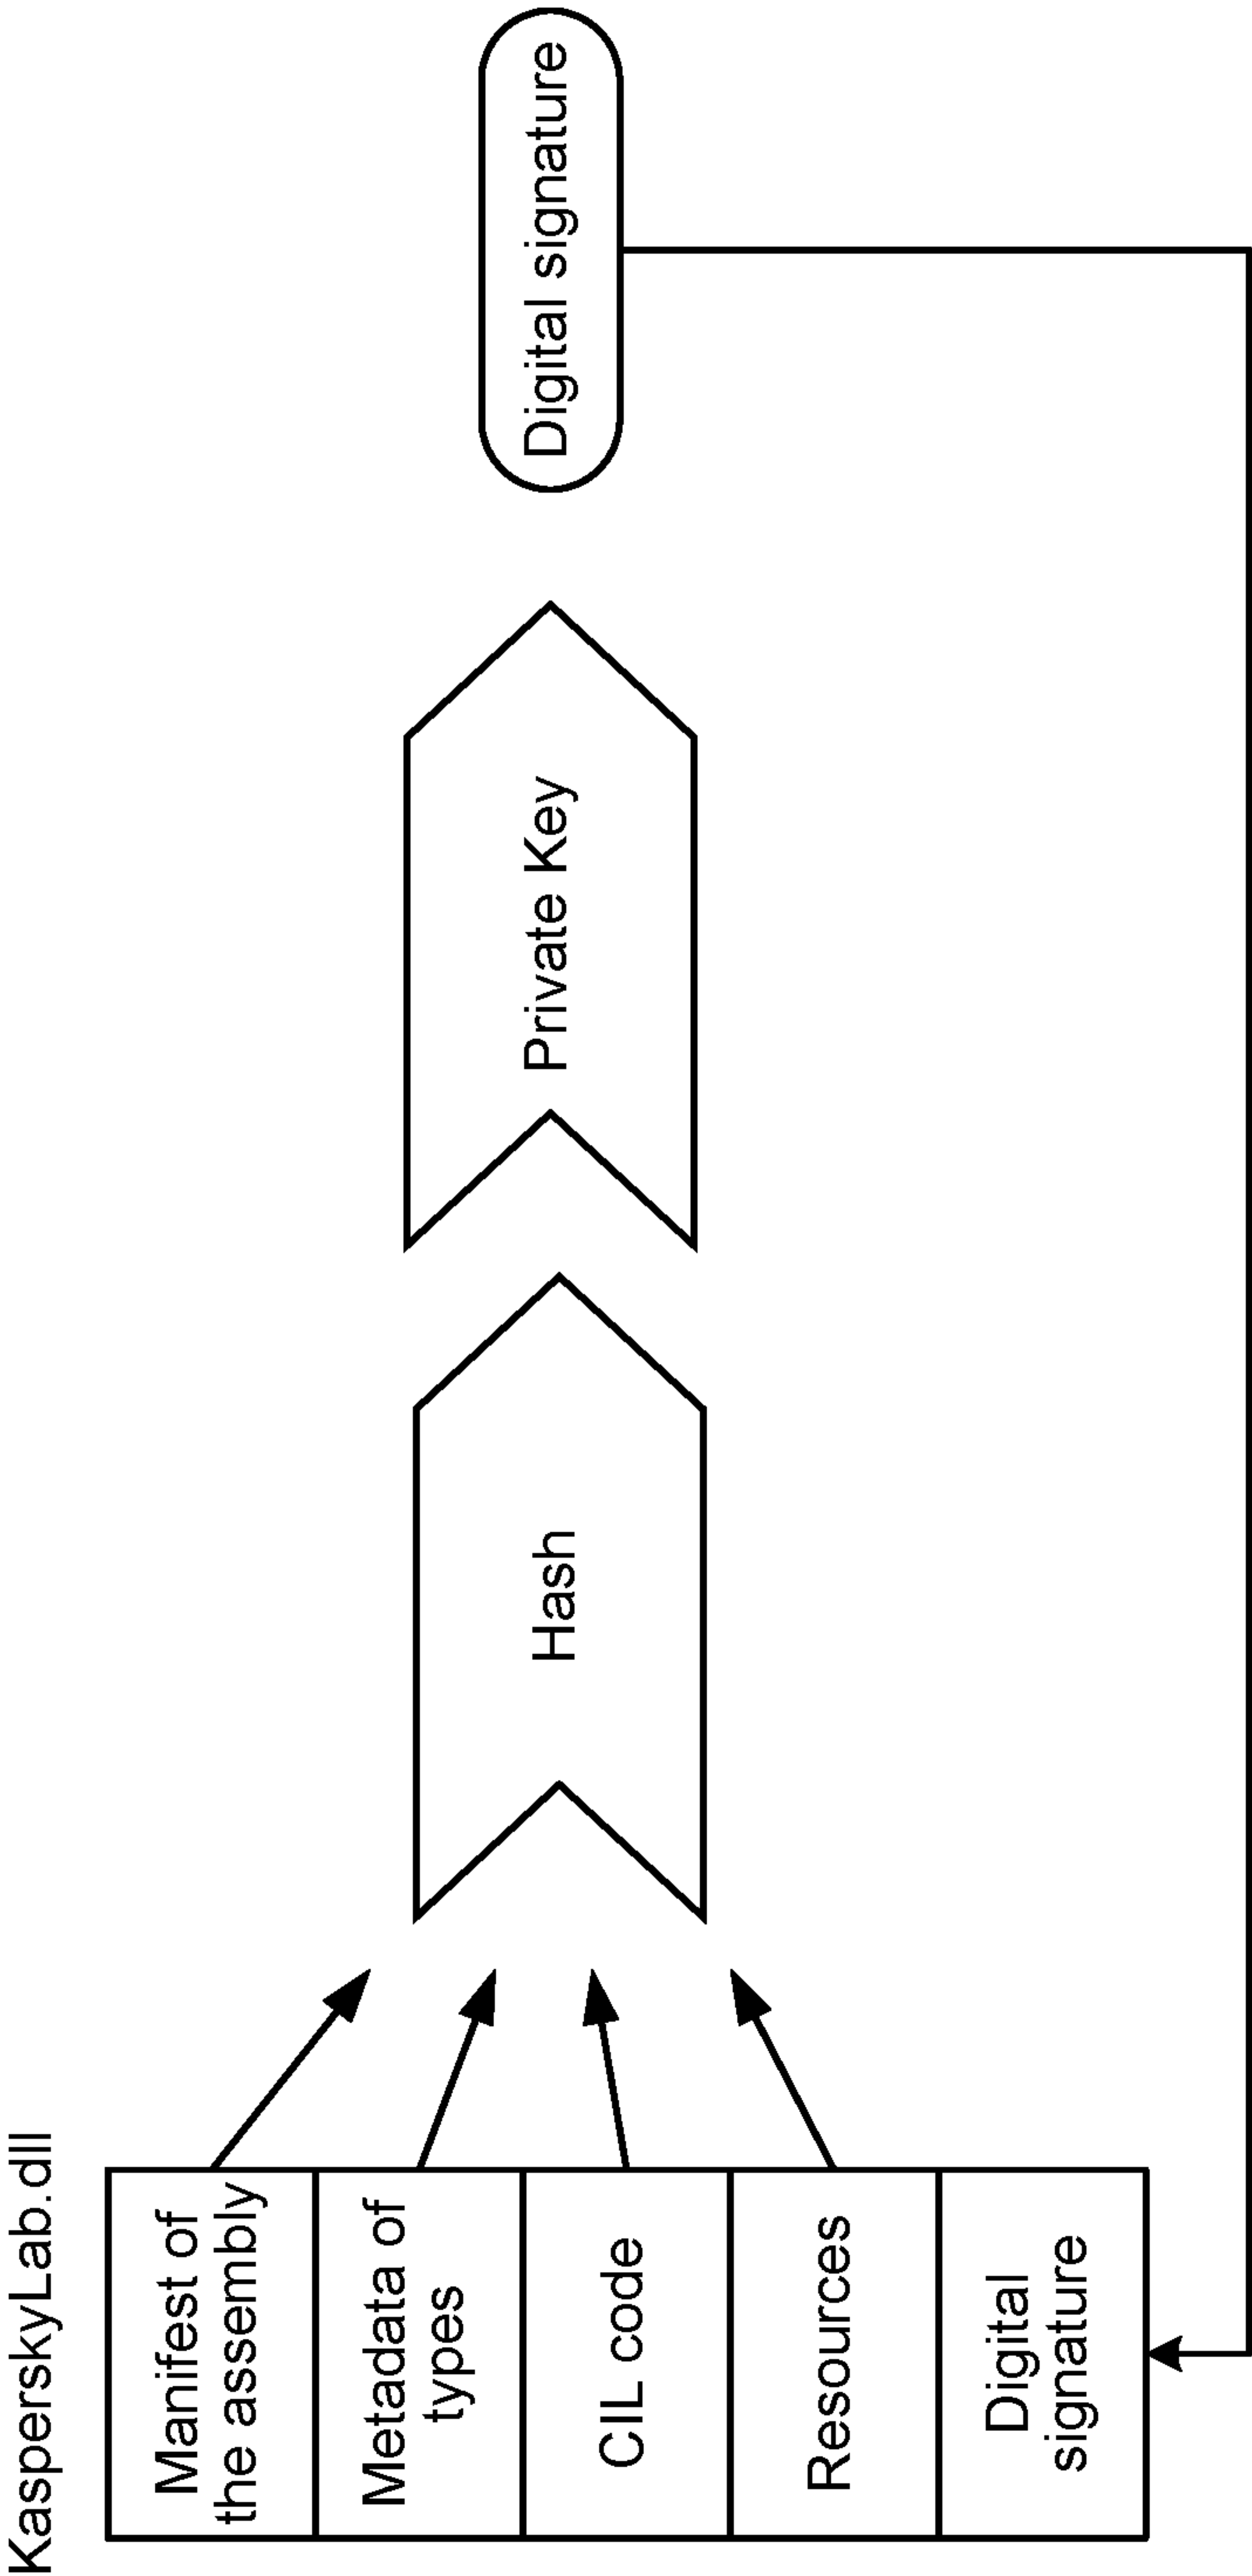 KasperskyLab.dll
Manifest of
the assembly
Metadata of
types
CIL code
Resources
Digital
signature
Hash
Private Key
Digital signature